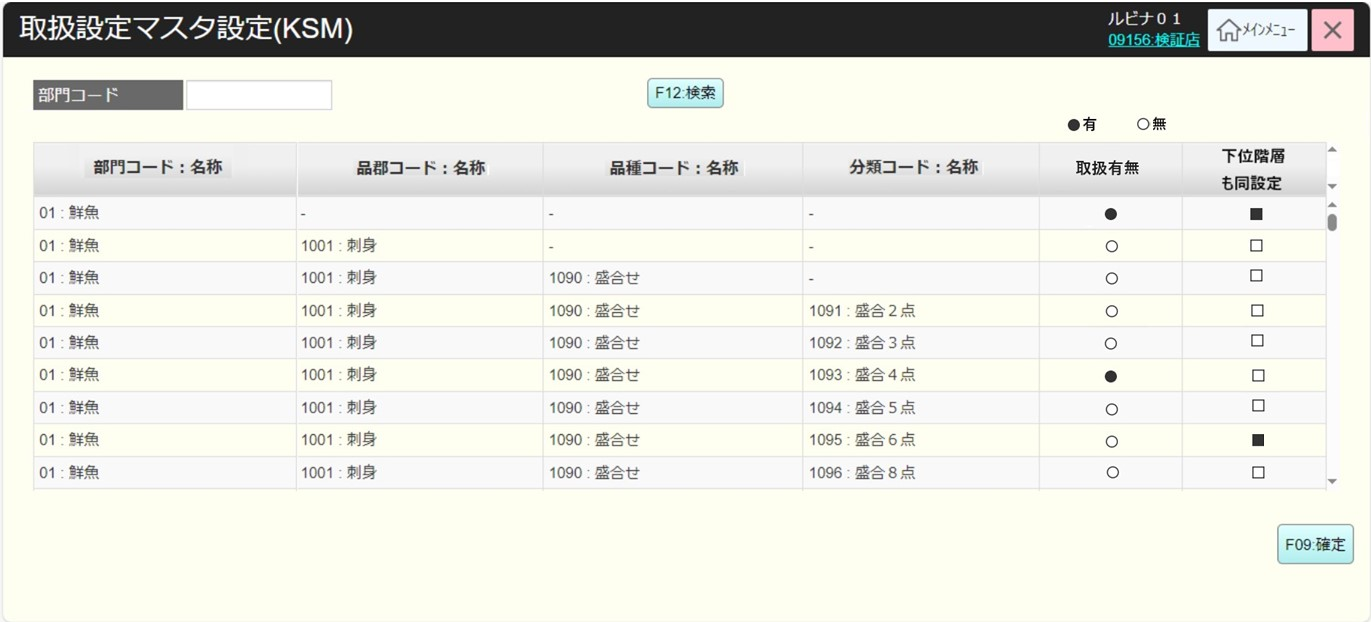 取扱設定マスタ設定(KSM)
ルビナ０１
09156:検証店
メインメニュー
部門コード
F12:検索
●有 ○無
部門コード：名称 品郡コード：名称 品種コード：名称 分類コード：名称 取扱有無 下位階層
も同設定
01 : 鮮魚 - - - ● ■
01 : 鮮魚 1001 : 刺身 - - ○ □
01 : 鮮魚 1001 : 刺身 1090 : 盛合せ - ○ □
01 : 鮮魚 1001 : 刺身 1090 : 盛合せ 1091 : 盛合２点 ○ □
01 : 鮮魚 1001 : 刺身 1090 : 盛合せ 1092 : 盛合３点 ○ □
01 : 鮮魚 1001 : 刺身 1090 : 盛合せ 1093 : 盛合４点 ● □
01 : 鮮魚 1001 : 刺身 1090 : 盛合せ 1094 : 盛合５点 ○ □
01 : 鮮魚 1001 : 刺身 1090 : 盛合せ 1095 : 盛合６点 ○ ■
01 : 鮮魚 1001 : 刺身 1090 : 盛合せ 1096 : 盛合８点 ○ □
F09:確定